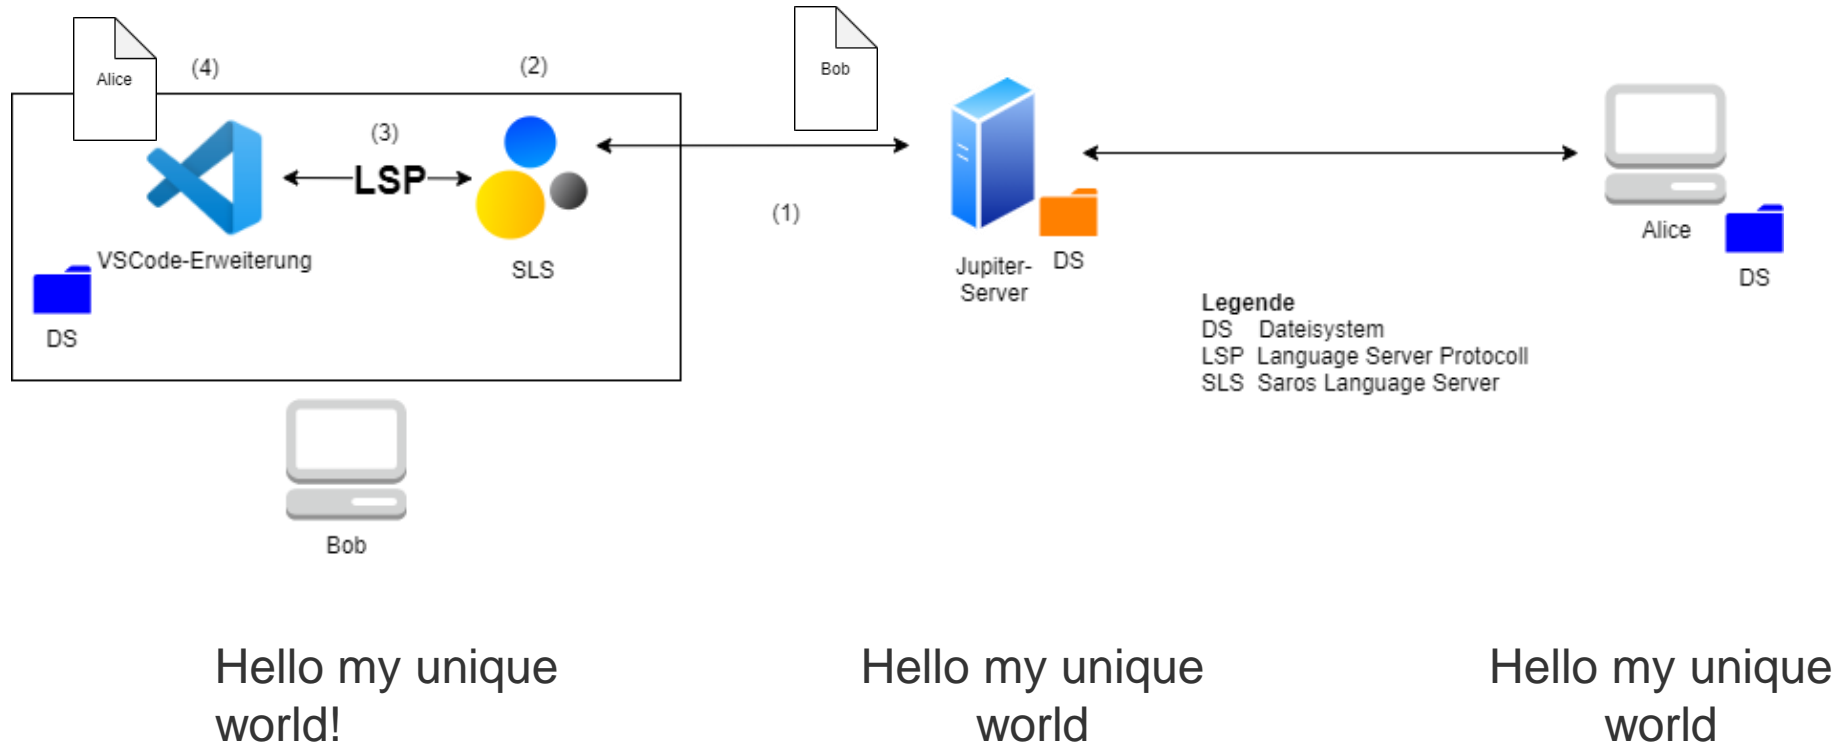 Alice
(4)
(2)
Bob
(3)
LSP
(1)
VSCode-Erweiterung
SLS
DS
Jupiter-
Server
DS
Alice
DS
Legende
DS Dateisystem
LSP Language Server Protocoll
SLS Saros Language Server
Bob
Hello my unique
world!
Hello my unique
world
Hello my unique
world